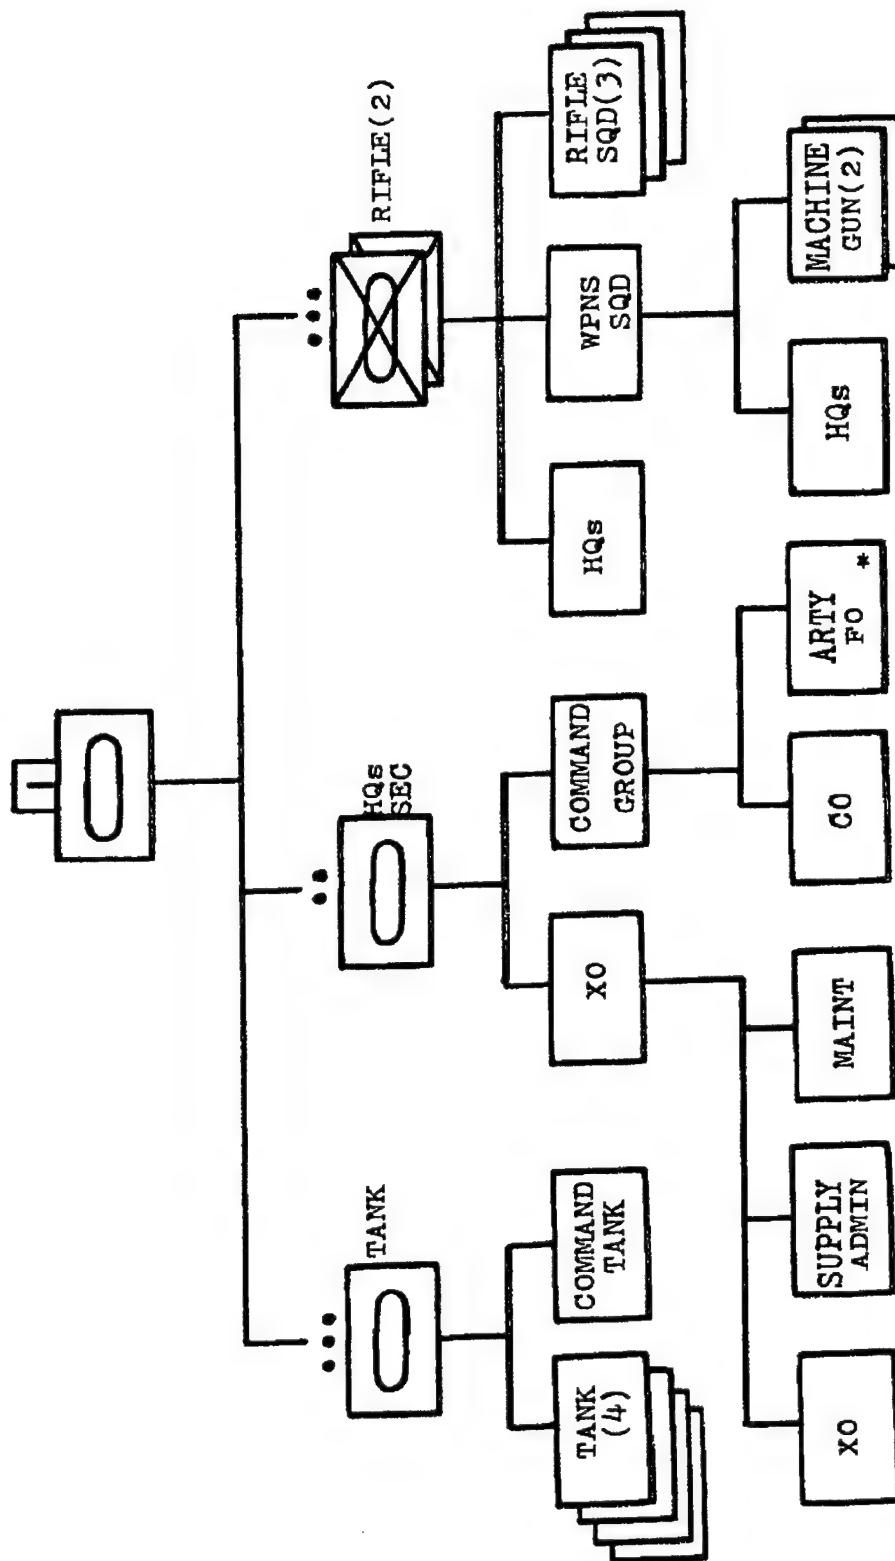 HQs
SEC
TANK
RIFLE(2)
TANK
(4)
COMMAND
TANK
XO
COMMAND
GROUP
HQs
WPNS
SQD
RIFLE
SQD(3)
XO
SUPPLY
ADMIN
MAINT
CO
ARTY
FO *
HQs
MACHINE
GUN(2)